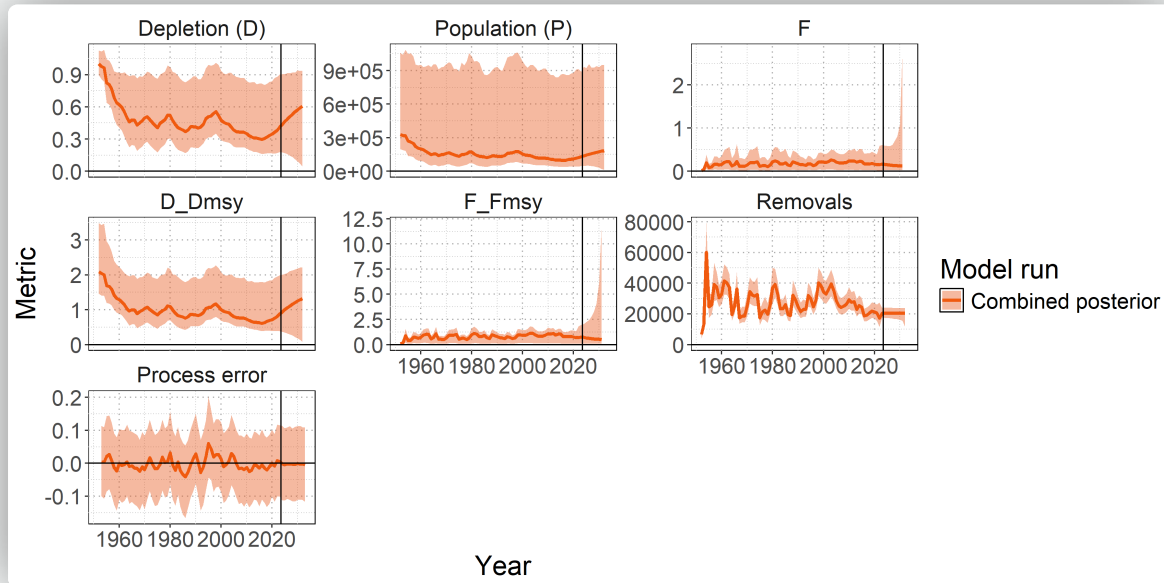 Depletion (D)
Population (P)
F
0.9
0.6
0.3
0.0
9e+05
6e+05
3e+05
0e+00
2
1
0
D_Dmsy
F_Fmsy
Removals
3
2
1
0
12.5
10.0
7.5
5.0
2.5
0.0
80000
60000
40000
20000
0
1960 1980 2000 2020
1960 1980 2000 2020
Process error
0.2
0.1
0.0
-0.1
1960 1980 2000 2020
Metric
Year
Model run
Combined posterior